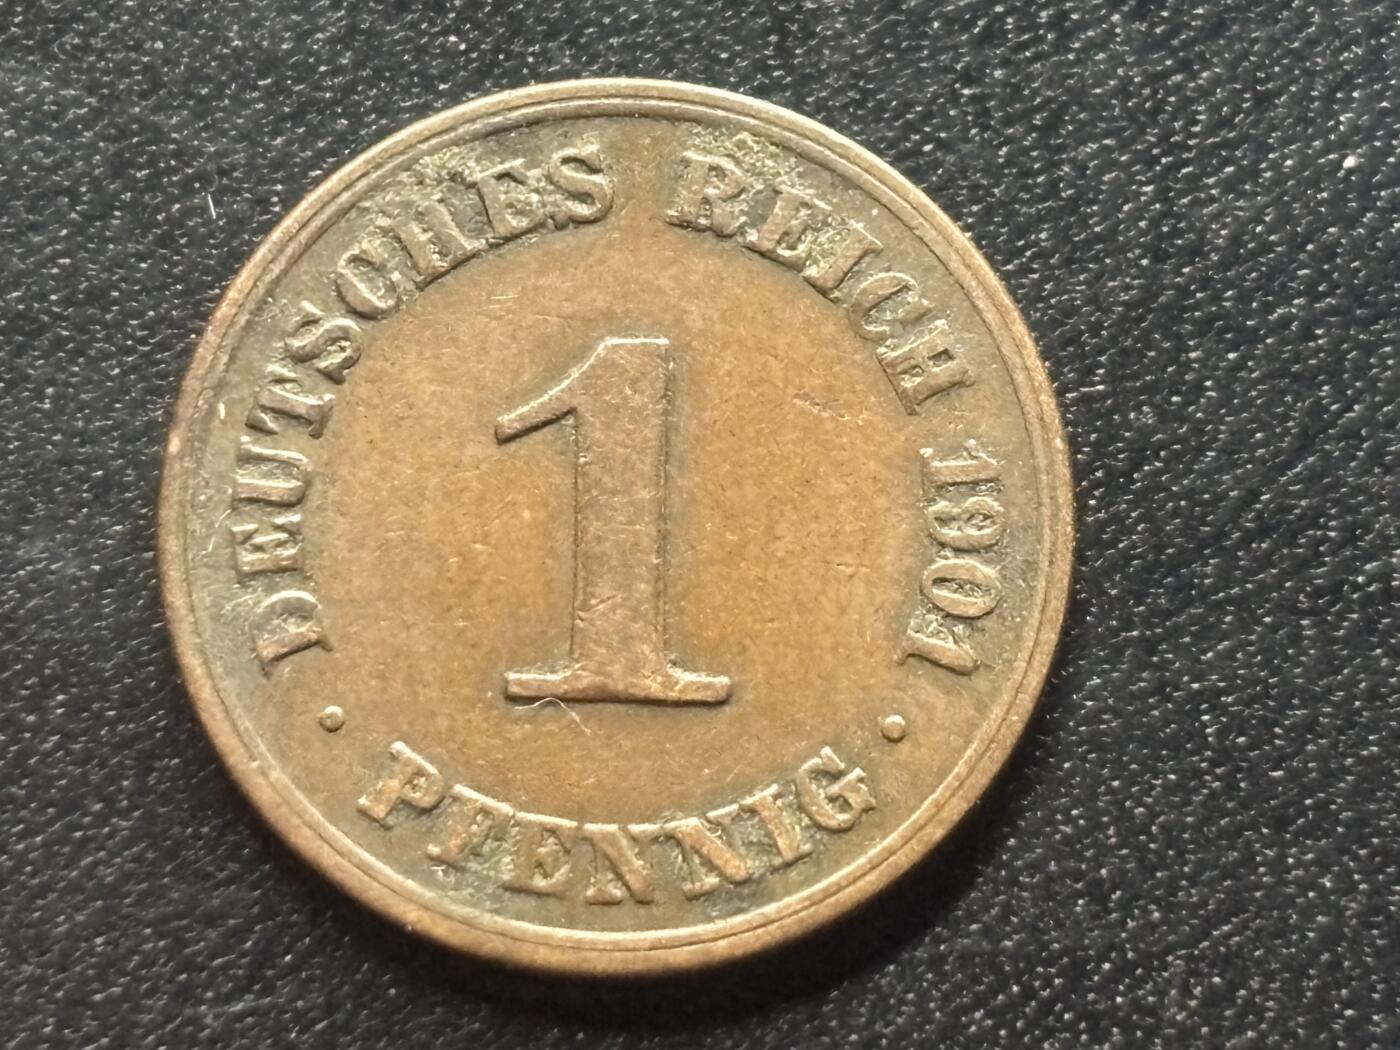 DEUTSCHES REICH 1901
1
· PFENNIG ·